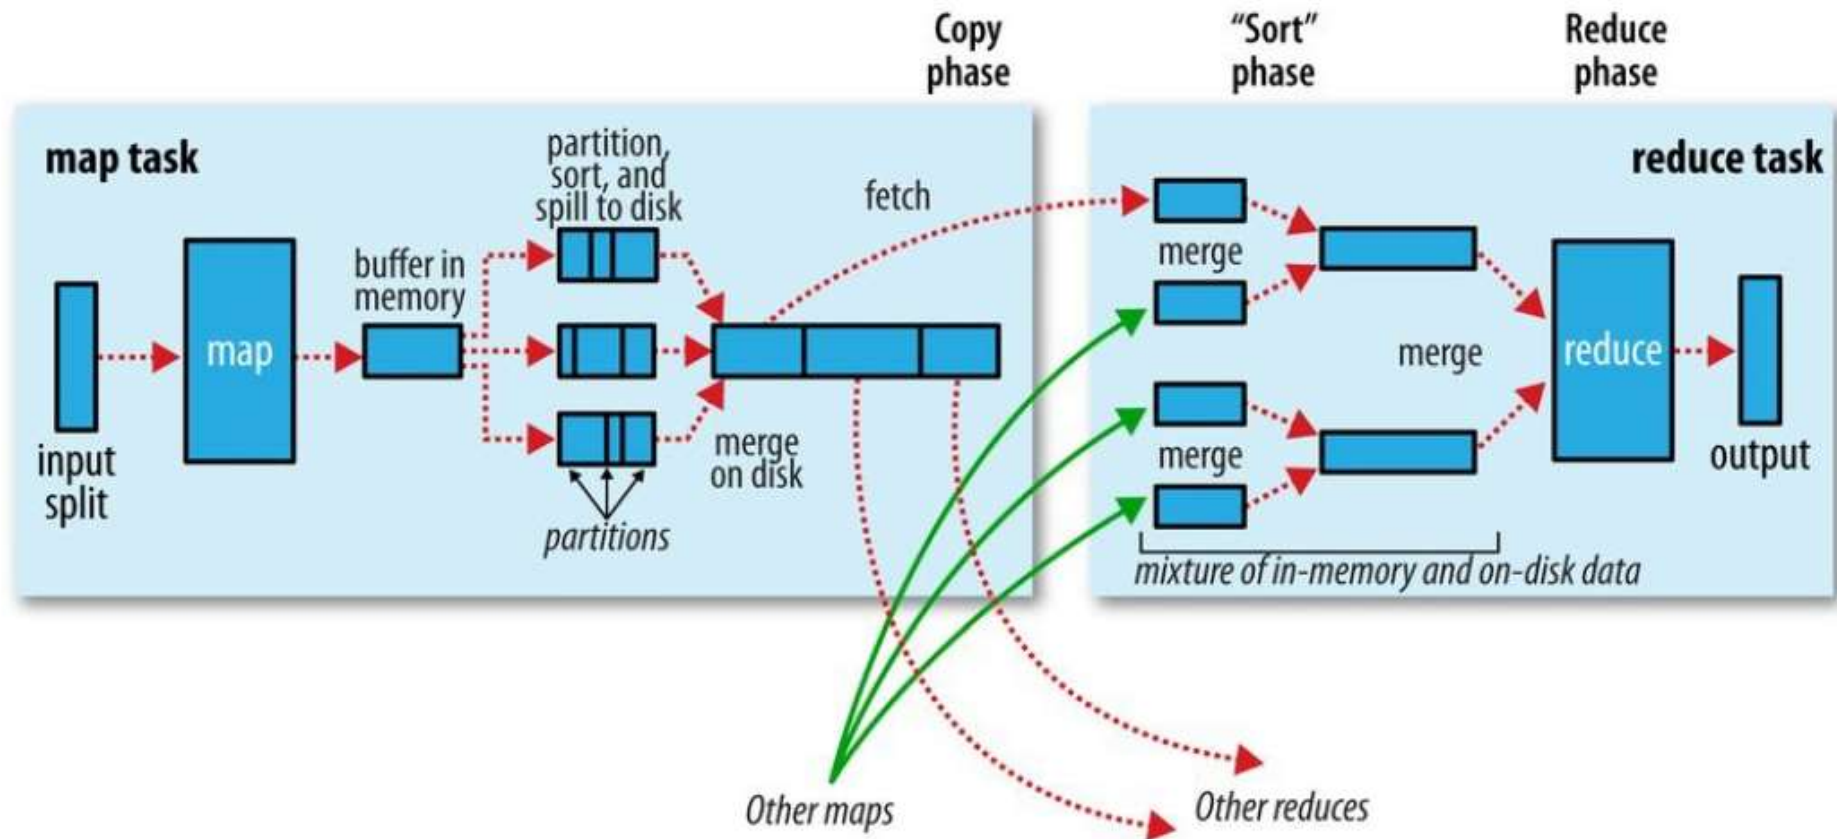 Copy
phase
“Sort”
phase
Reduce
phase
map task
partition,
sort, and
spill to disk
fetch
buffer in
memory
map
input
split
merge
on disk
partitions
reduce task
merge
merge
merge
reduce
output
mixture of in-memory and on-disk data
Other maps
Other reduces